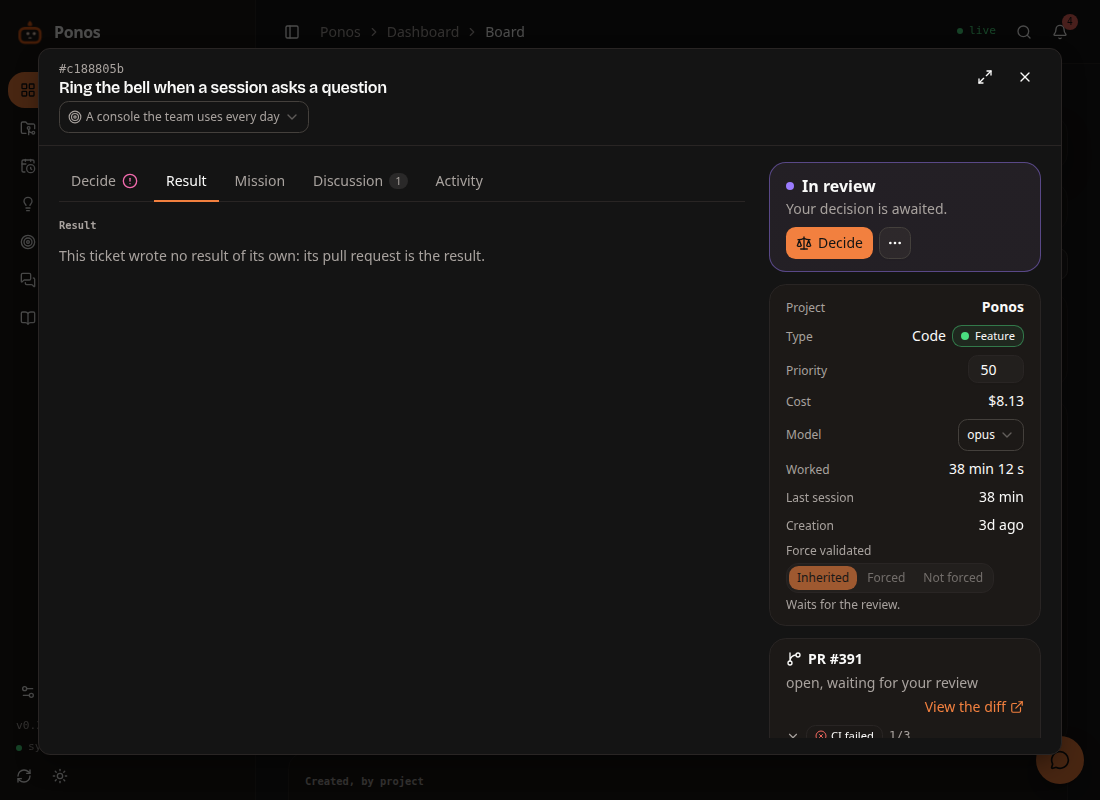 Ponos
Ponos > Dashboard > Board
live
4
#c188805b
Ring the bell when a session asks a question
A console the team uses every day
Decide
Result
Mission
Discussion 1
Activity
Result
This ticket wrote no result of its own: its pull request is the result.
In review
Your decision is awaited.
Decide
Project Ponos
Type Code Feature
Priority 50
Cost $8.13
Model opus
Worked 38 min 12 s
Last session 38 min
Creation 3d ago
Force validated
Inherited Forced Not forced
Waits for the review.
PR #391
open, waiting for your review
View the diff
CI failed 1/3
Created, by project